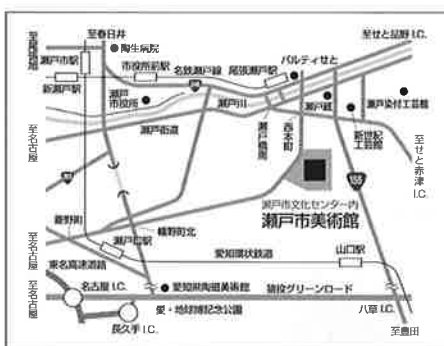 至春日井
陶生病院
至せと品野 I.C.
瀬戸市駅
市役所前駅
名鉄瀬戸線
尾張瀬戸駅
パルティせと
新瀬戸駅
瀬戸市役所
瀬戸川
瀬戸蔵
瀬戸染付工芸館
至名古屋
瀬戸街道
瀬戸橋南
西本町
新世紀工芸館
至せと赤津I.C.
155
瀬戸市文化センター内
瀬戸市美術館
菱野町
幡野町北
至名古屋
瀬戸口駅
愛知環状鉄道
山口駅
東名高速道路
至名古屋
名古屋 I.C.
愛知県陶磁美術館
猿投グリーンロード
長久手 I.C.
愛・地球博記念公園
八草 I.C.
至豊田